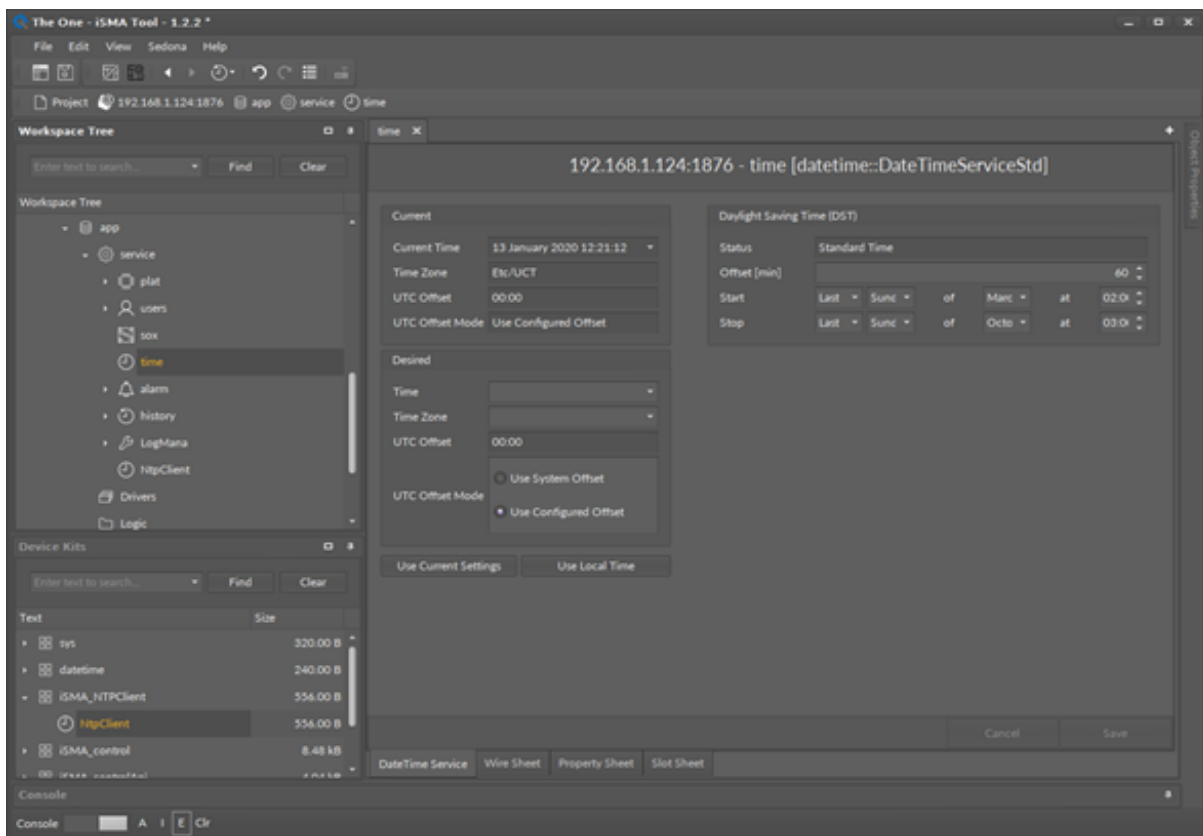 The One - iSMA Tool - 1.2.2 *
File Edit View Sedona Help
Project 192.168.1.124:1876 app service time
Workspace Tree
Enter text to search... Find Clear
Workspace Tree
app
service
plat
users
sox
time
alarm
history
LogMana
NtpClient
Drivers
Logic
Device Kits
Enter text to search... Find Clear
Text Size
sys 320.00 B
datetime 240.00 B
iSMA_NTPClient 556.00 B
NtpClient 556.00 B
iSMA_control 8.48 kB
iSMA_controlApi 4.04 kB
time
192.168.1.124:1876 - time [datetime::DateTimeServiceStd]
Current
Current Time 13 January 2020 12:21:12
Time Zone Etc/UCT
UTC Offset 00:00
UTC Offset Mode Use Configured Offset
Desired
Time
Time Zone
UTC Offset 00:00
UTC Offset Mode
Use System Offset
Use Configured Offset
Use Current Settings Use Local Time
Daylight Saving Time (DST)
Status Standard Time
Offset [min] 60
Start Last Sund of Marc at 02:0
Stop Last Sund of Octo at 03:0
Cancel Save
DateTime Service Wire Sheet Property Sheet Slot Sheet
Object Properties
Console
Console A I E Clr